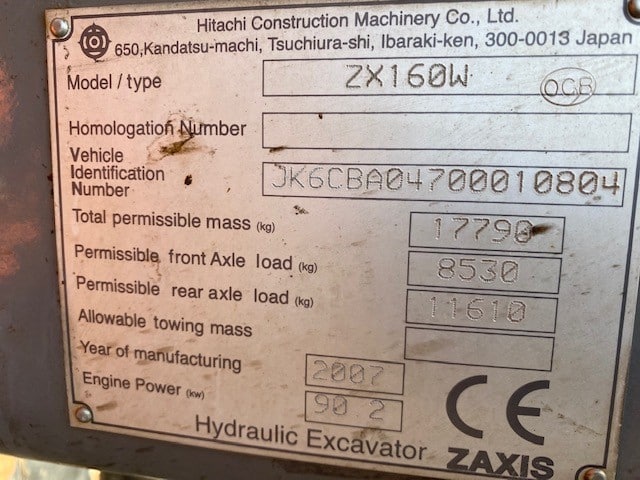 Hitachi Construction Machinery Co., Ltd.
650,Kandatsu-machi, Tsuchiura-shi, Ibaraki-ken, 300-0013 Japan
Model / type ZX160W OCB
Homologation Number
Vehicle
Identification
Number JK6CBA04700010804
Total permissible mass (kg) 17790
Permissible front Axle load (kg) 8530
Permissible rear axle load (kg) 11610
Allowable towing mass
Year of manufacturing 2007
Engine Power (kw) 90 2
CE
Hydraulic Excavator ZAXIS